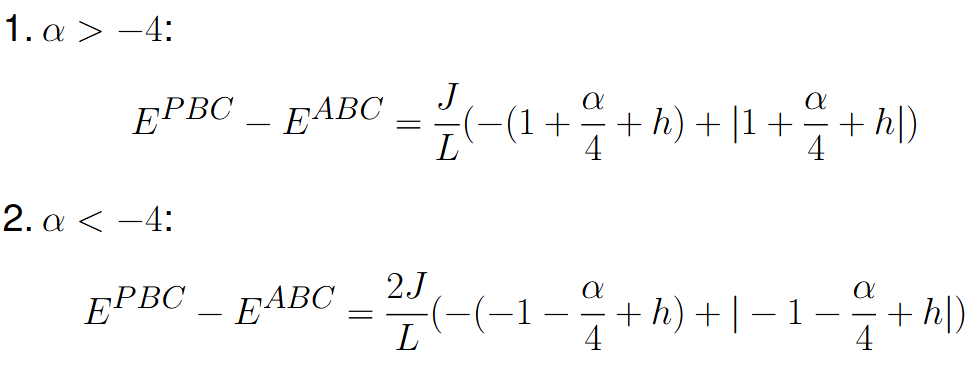 1. α > −4:
E^{PBC} − E^{ABC} = \frac{J}{L}(−(1 + \frac{α}{4} + h) + |1 + \frac{α}{4} + h|)
2. α < −4:
E^{PBC} − E^{ABC} = \frac{2J}{L}(−(−1 − \frac{α}{4} + h) + | − 1 − \frac{α}{4} + h|)